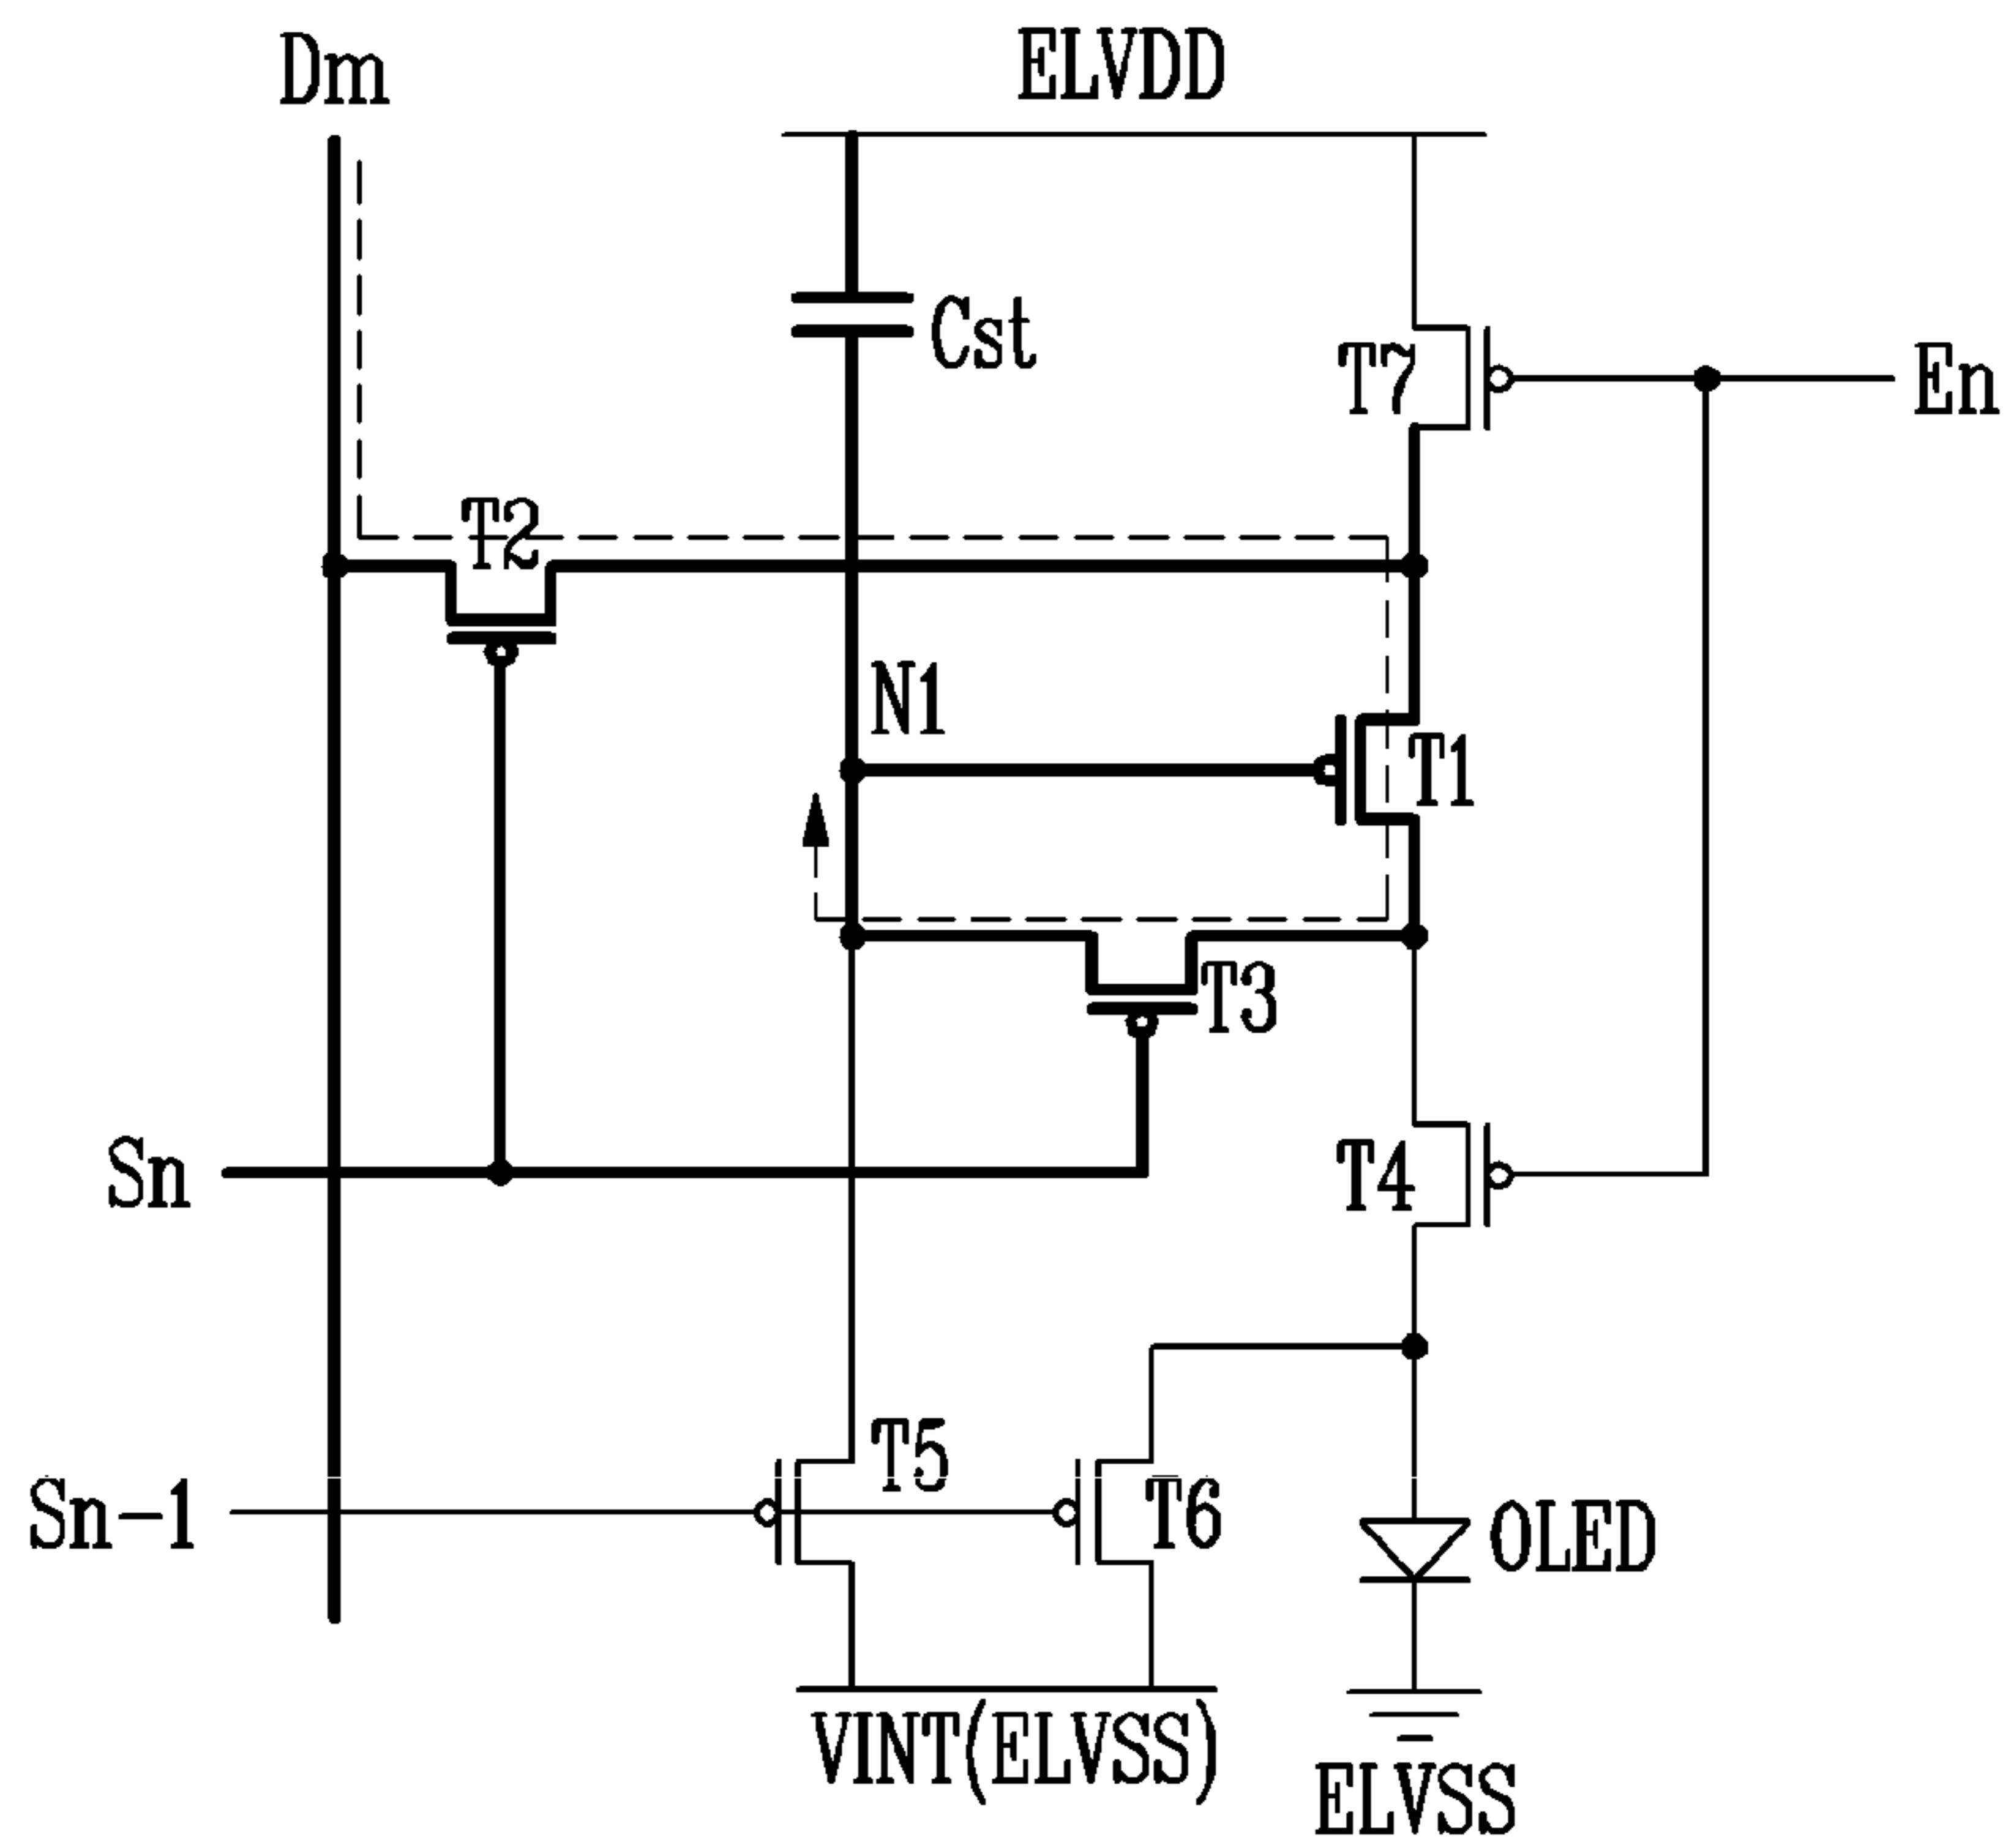 Dm
ELVDD
Cst
T7
En
T2
N1
T1
T3
Sn
T4
T5
Sn-1
T6
OLED
VINT(ELVSS)
ELVSS